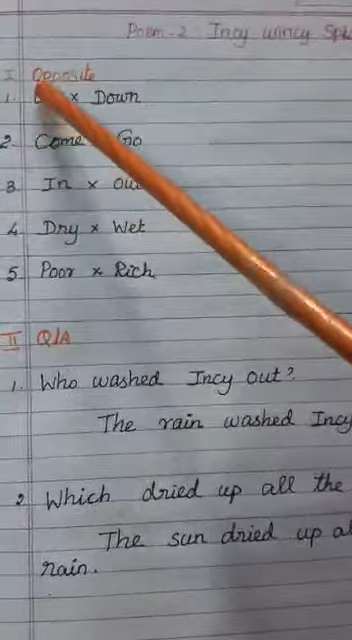 Poem-2 Incy wincy
I Opposite
1. x Down
2. Come Go
3. In x Out
4. Dry x Wet
5. Poor x Rich
II Q/A
1. Who washed Incy out?
The rain washed Incy
2. Which dried up all the
The sun dried up
rain.